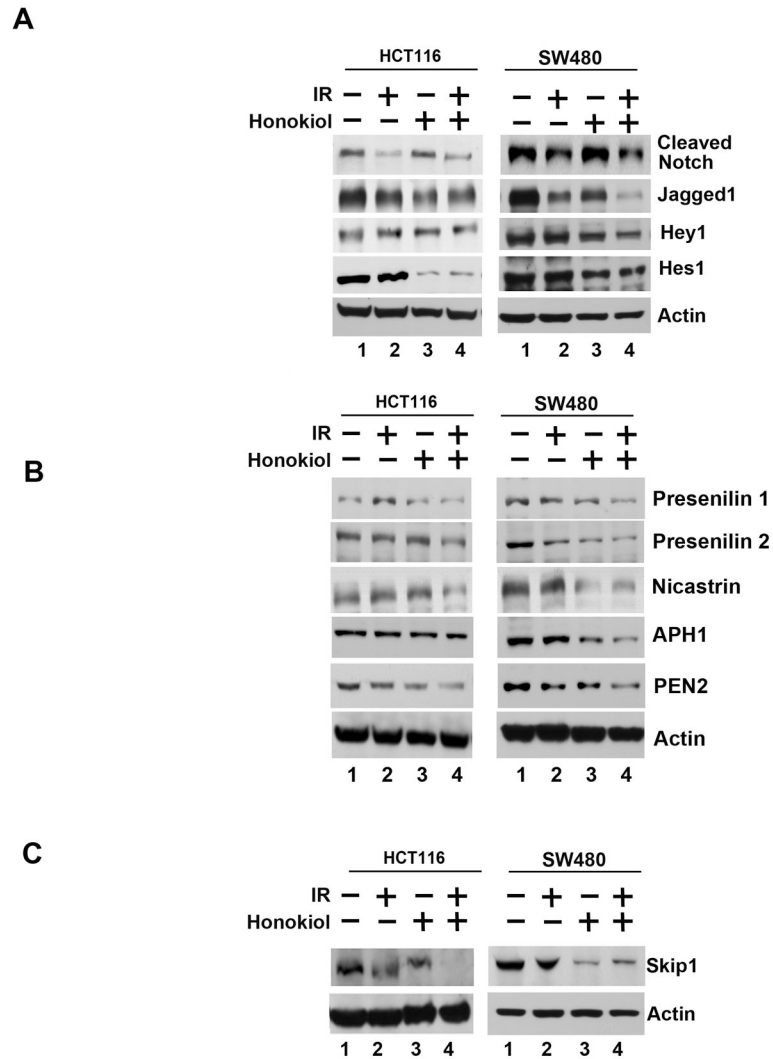 A
HCT116 SW480
IR − + − + − + − +
Honokiol − − + + − − + +
Cleaved
Notch
Jagged1
Hey1
Hes1
Actin
1 2 3 4 1 2 3 4
B
HCT116 SW480
IR − + − + − + − +
Honokiol − − + + − − + +
Presenilin 1
Presenilin 2
Nicastrin
APH1
PEN2
Actin
1 2 3 4 1 2 3 4
C
HCT116 SW480
IR − + − + − + − +
Honokiol − − + + − − + +
Skip1
Actin
1 2 3 4 1 2 3 4